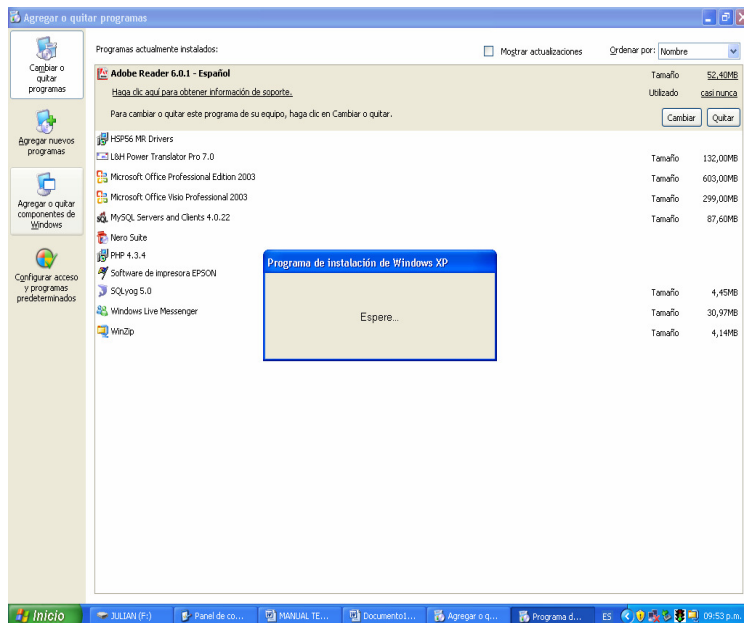 Agregar o quitar programas
Cambiar o
quitar
programas
Agregar nuevos
programas
Agregar o quitar
componentes de
Windows
Configurar acceso
y programas
predeterminados
Programas actualmente instalados:
Mostrar actualizaciones
Ordenar por: Nombre
Adobe Reader 6.0.1 - Español Tamaño 52,40MB
Haga clic aquí para obtener información de soporte. Utilizado casi nunca
Para cambiar o quitar este programa de su equipo, haga clic en Cambiar o quitar. Cambiar Quitar
HSP56 MR Drivers
L&H Power Translator Pro 7.0 Tamaño 132,00MB
Microsoft Office Professional Edition 2003 Tamaño 603,00MB
Microsoft Office Visio Professional 2003 Tamaño 299,00MB
MySQL Servers and Clients 4.0.22 Tamaño 87,60MB
Nero Suite
PHP 4.3.4
Software de impresora EPSON
SQLyog 5.0 Tamaño 4,45MB
Windows Live Messenger Tamaño 30,97MB
WinZip Tamaño 4,14MB
Programa de instalación de Windows XP
Espere...
Inicio JULIAN (F:) Panel de co... MANUAL TE... Documento1... Agregar o q... Programa d... ES 09:53 p.m.